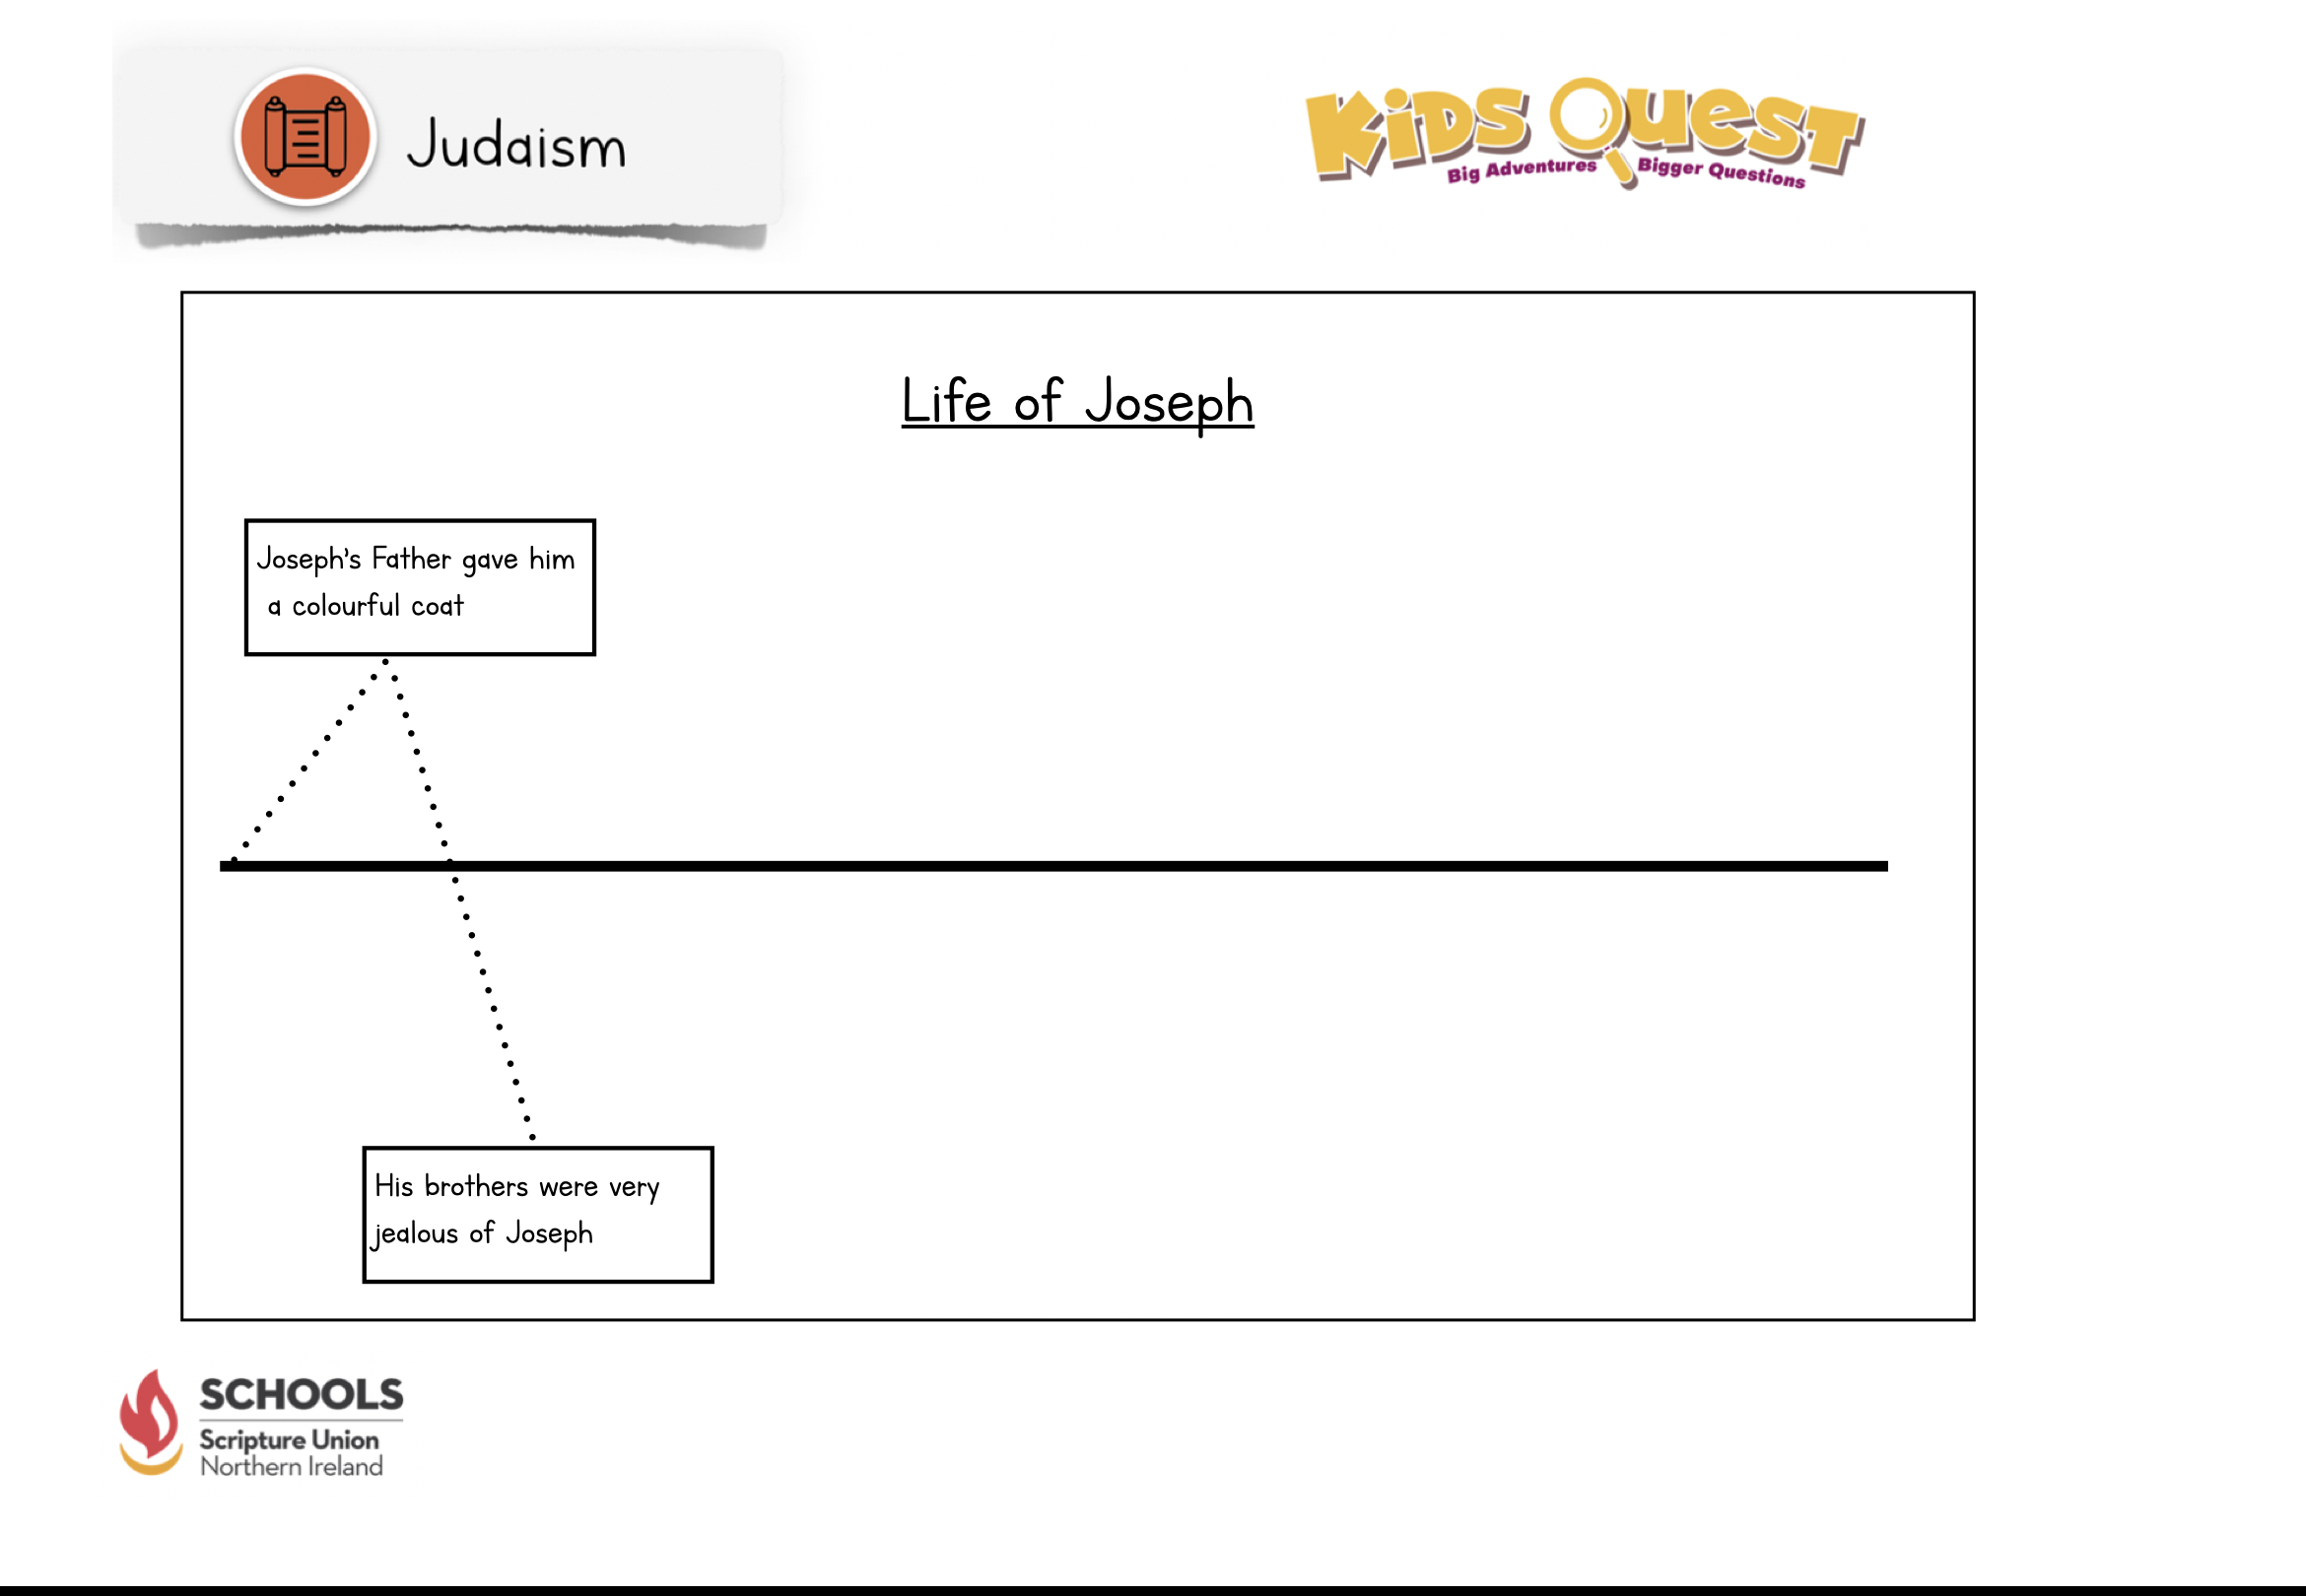 Judaism
KiDS QUeST
Big Adventures Bigger Questions
Life of Joseph
Joseph's Father gave him
a colourful coat
His brothers were very
jealous of Joseph
SCHOOLS
Scripture Union
Northern Ireland